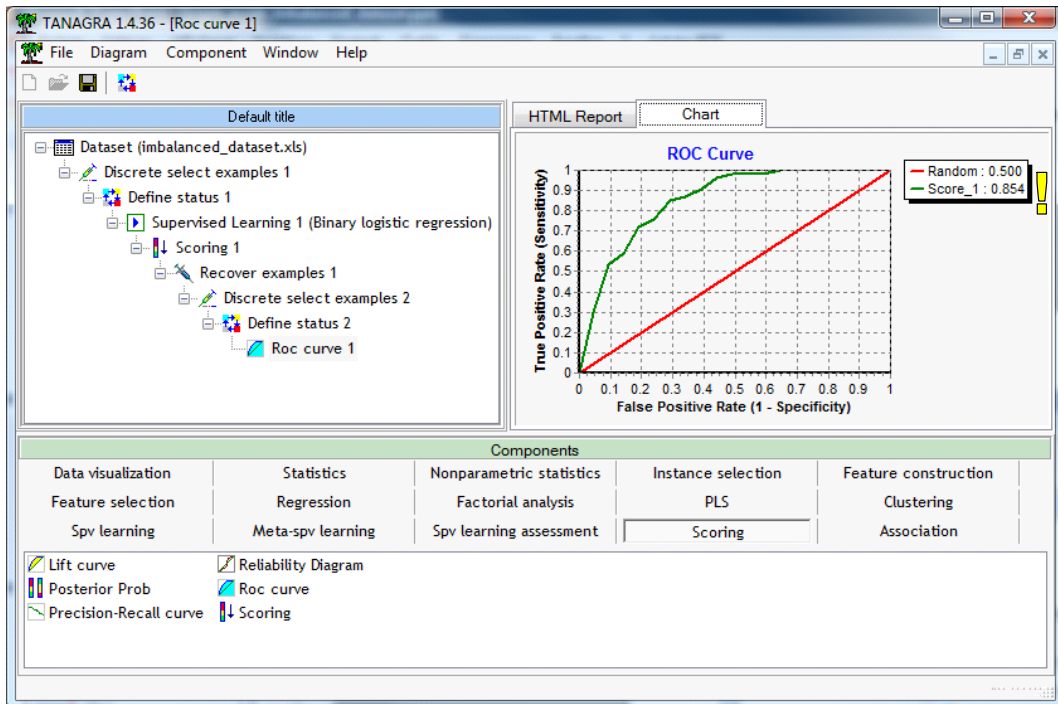 TANAGRA 1.4.36 - [Roc curve 1]
File Diagram Component Window Help
Default title
Dataset (imbalanced_dataset.xls)
Discrete select examples 1
Define status 1
Supervised Learning 1 (Binary logistic regression)
Scoring 1
Recover examples 1
Discrete select examples 2
Define status 2
Roc curve 1
HTML Report Chart
ROC Curve
True Positive Rate (Sensitivity)
1
0.9
0.8
0.7
0.6
0.5
0.4
0.3
0.2
0.1
0
0 0.1 0.2 0.3 0.4 0.5 0.6 0.7 0.8 0.9 1
False Positive Rate (1 - Specificity)
Random : 0.500
Score_1 : 0.854
Components
Data visualization Statistics Nonparametric statistics Instance selection Feature construction
Feature selection Regression Factorial analysis PLS Clustering
Spv learning Meta-spv learning Spv learning assessment Scoring Association
Lift curve Reliability Diagram
Posterior Prob Roc curve
Precision-Recall curve Scoring